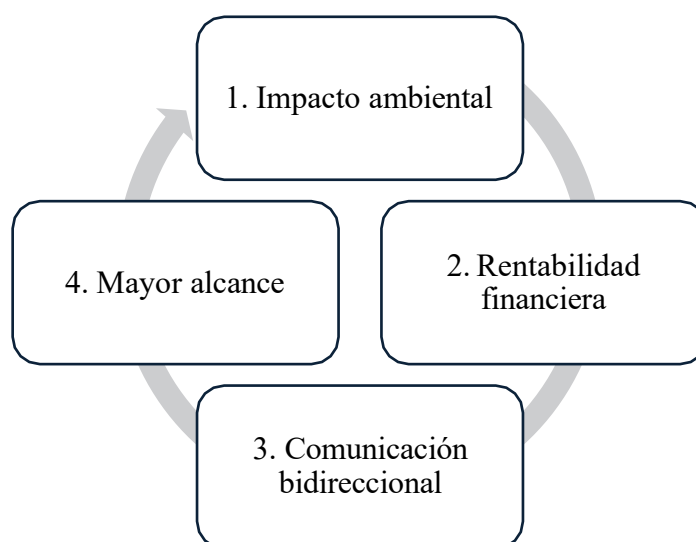 1. Impacto ambiental
2. Rentabilidad
financiera
3. Comunicación
bidireccional
4. Mayor alcance